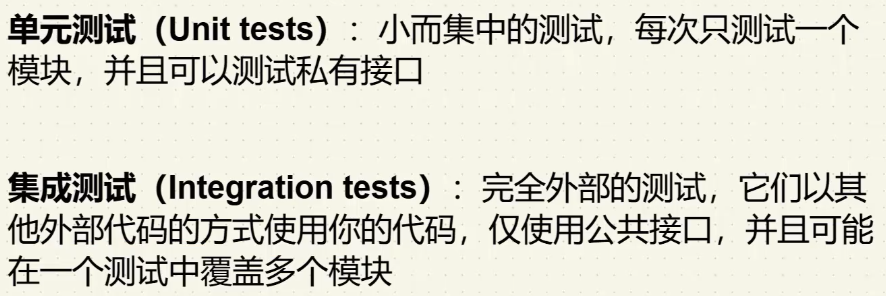 单元测试（Unit tests）：小而集中的测试，每次只测试一个
模块，并且可以测试私有接口
集成测试（Integration tests）：完全外部的测试，它们以其
他外部代码的方式使用你的代码，仅使用公共接口，并且可能
在一个测试中覆盖多个模块